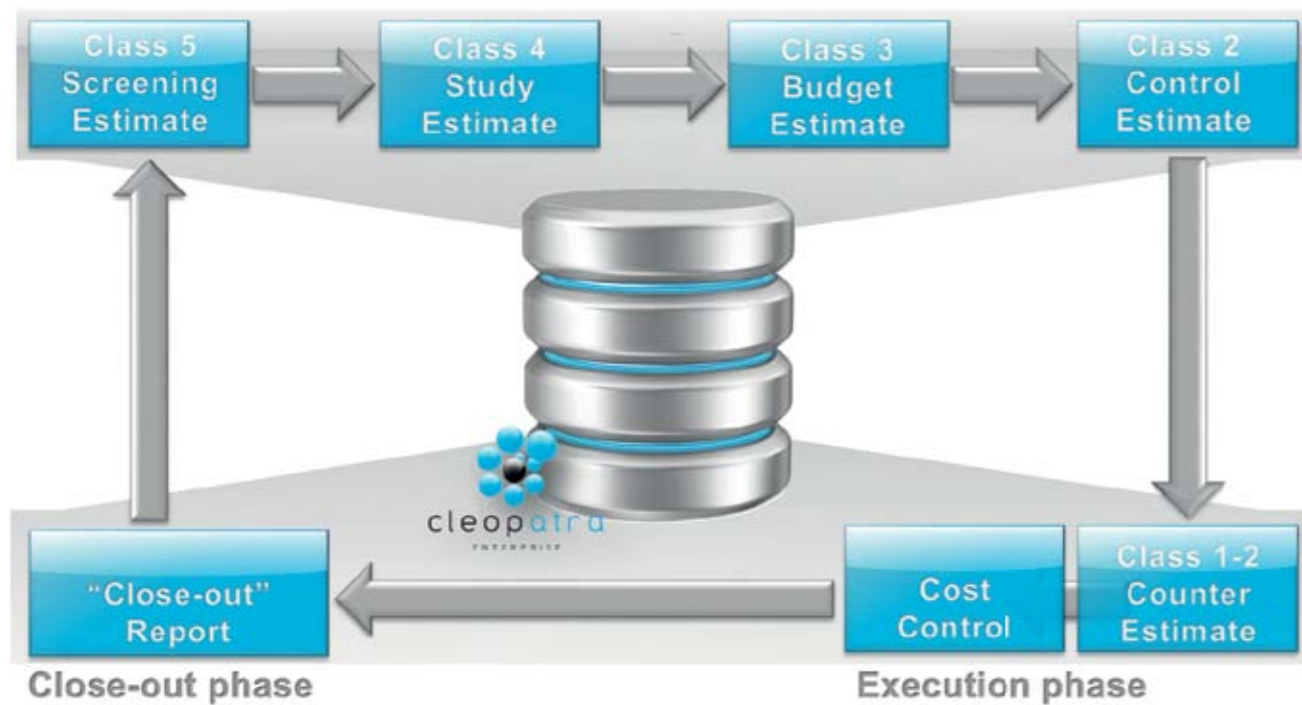 Class 5
Screening
Estimate
Class 4
Study
Estimate
Class 3
Budget
Estimate
Class 2
Control
Estimate
cleopatra
ENTERPRISE
"Close-out"
Report
Cost
Control
Class 1-2
Counter
Estimate
Close-out phase
Execution phase